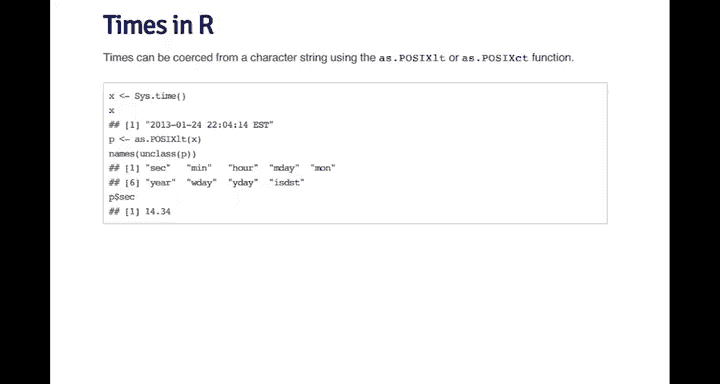 Times in R
Times can be coerced from a character string using the as.POSIXlt or as.POSIXct function.
x <- Sys.time()
x
## [1] "2013-01-24 22:04:14 EST"
p <- as.POSIXlt(x)
names(unclass(p))
## [1] "sec"   "min"   "hour"  "mday"  "mon"
## [6] "year"  "wday"  "yday"  "isdst"
p$sec
## [1] 14.34